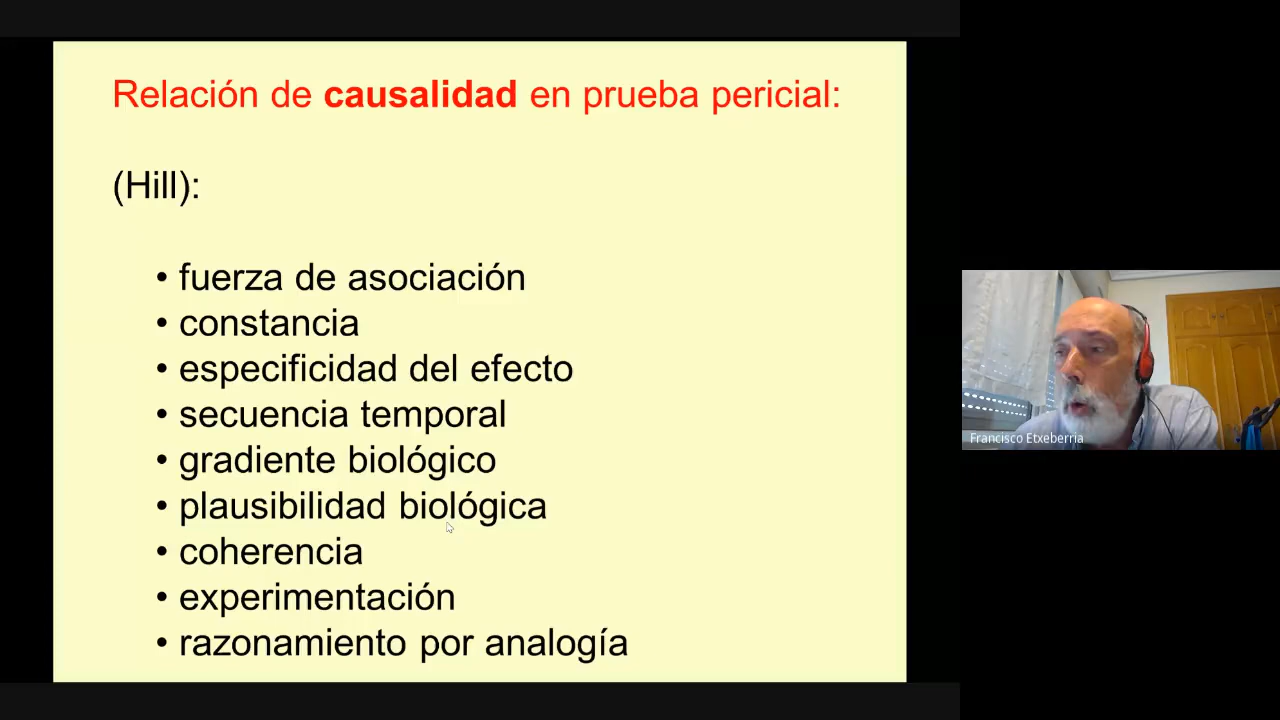 Relación de causalidad en prueba pericial:
(Hill):
• fuerza de asociación
• constancia
• especificidad del efecto
• secuencia temporal
• gradiente biológico
• plausibilidad biológica
• coherencia
• experimentación
• razonamiento por analogía
Francisco Etxeberria